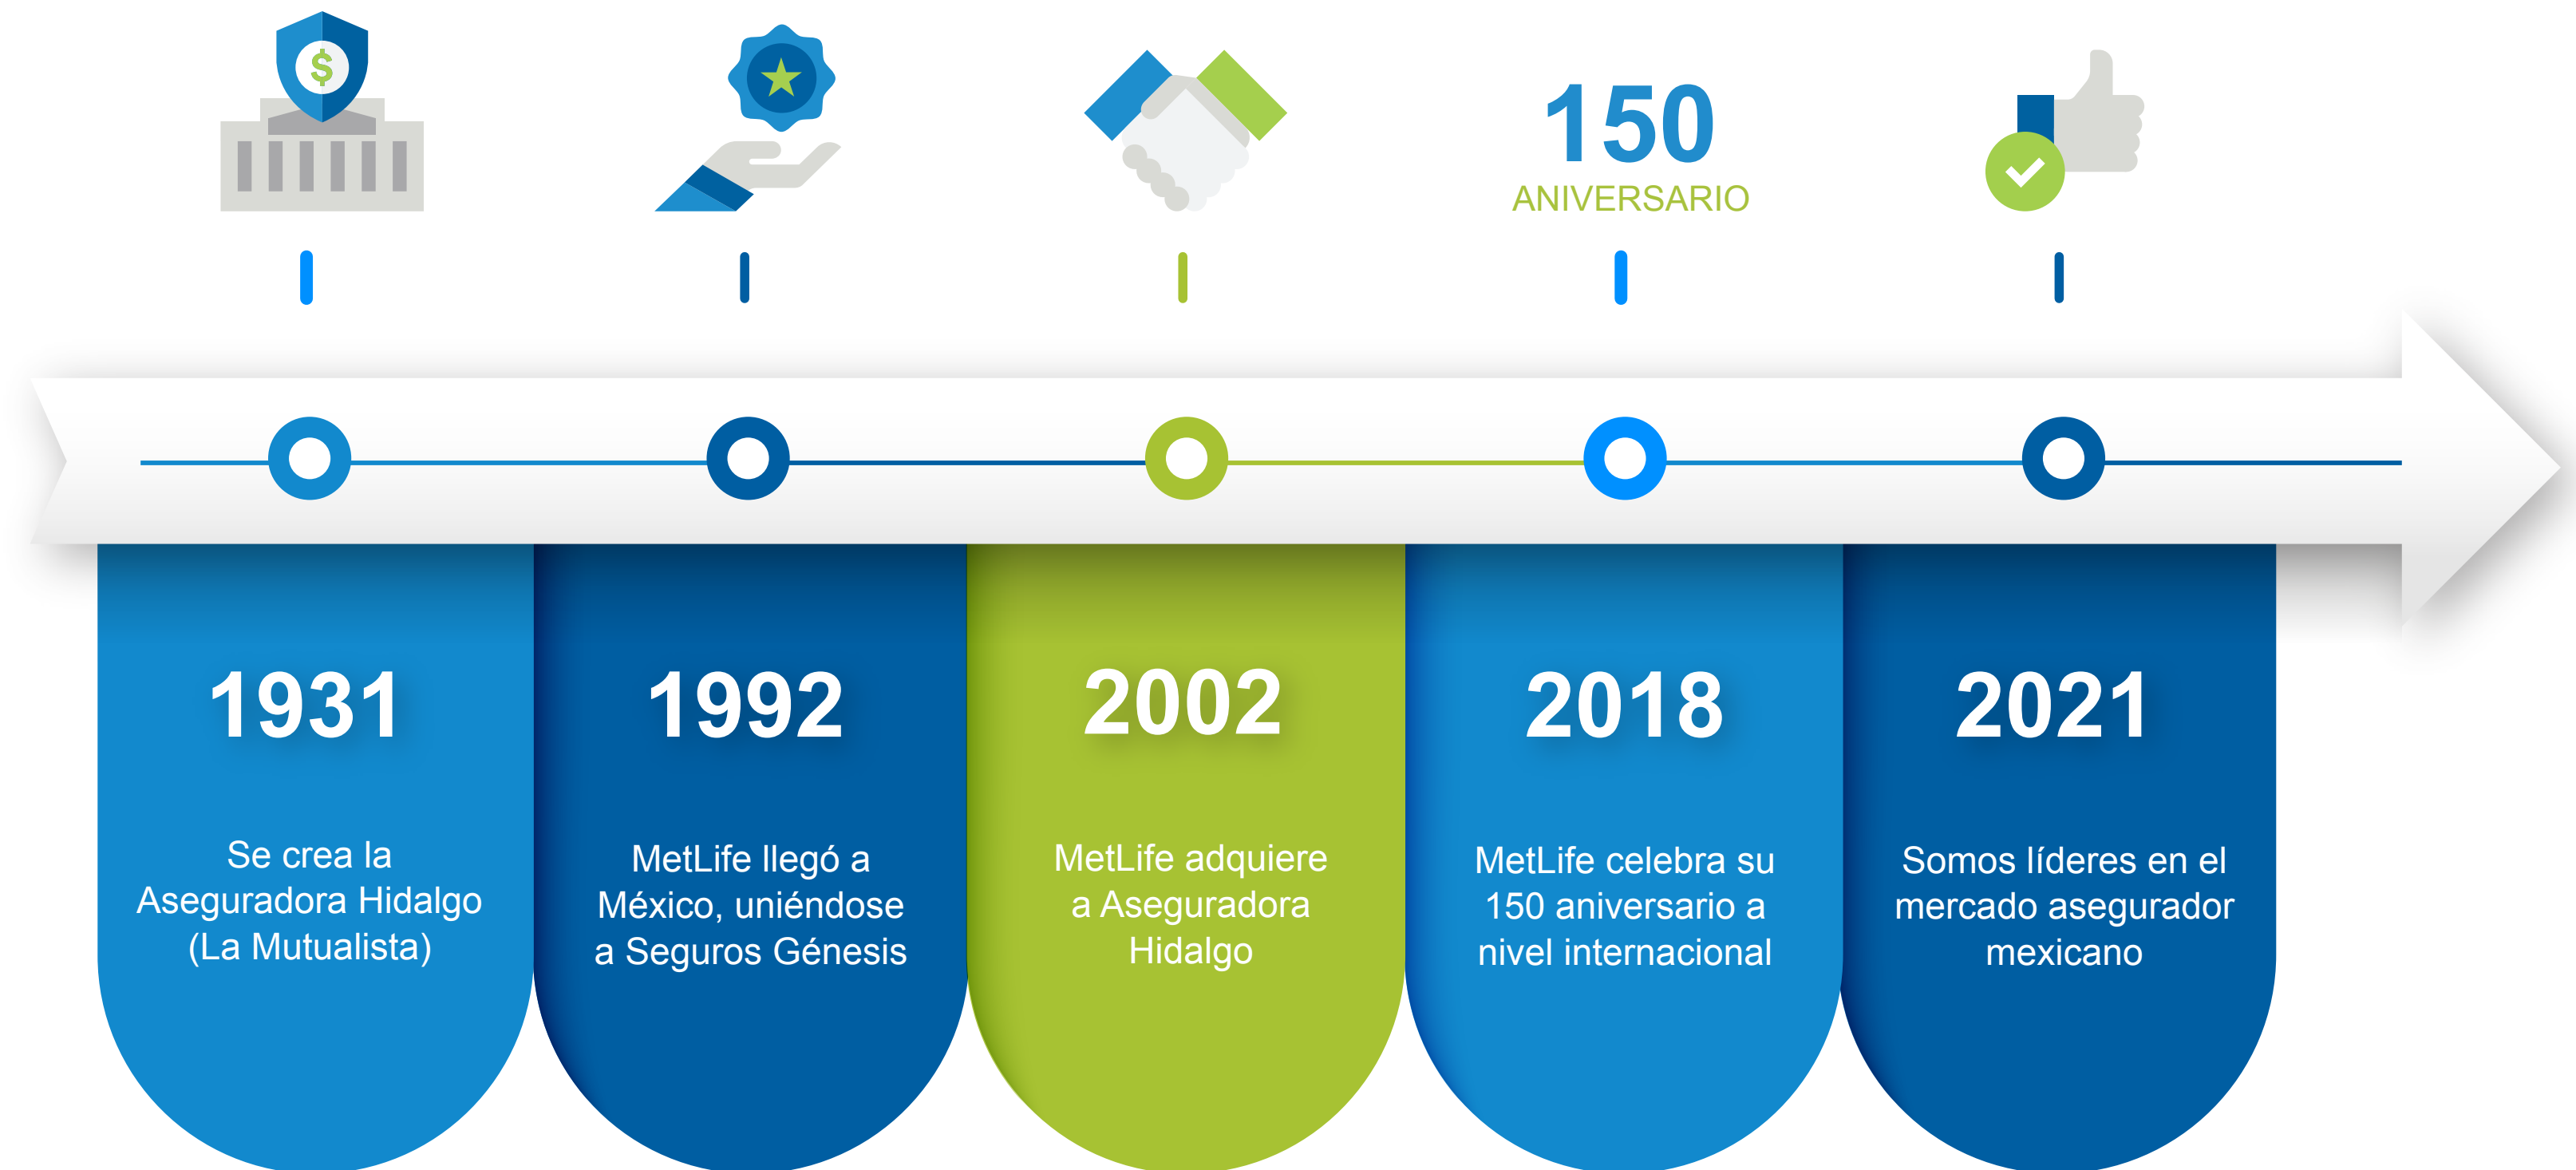 $
150
ANIVERSARIO
1931
Se crea la
Aseguradora Hidalgo
(La Mutualista)
1992
MetLife llegó a
México, uniéndose
a Seguros Génesis
2002
MetLife adquiere
a Aseguradora
Hidalgo
2018
MetLife celebra su
150 aniversario a
nivel internacional
2021
Somos líderes en el
mercado asegurador
mexicano